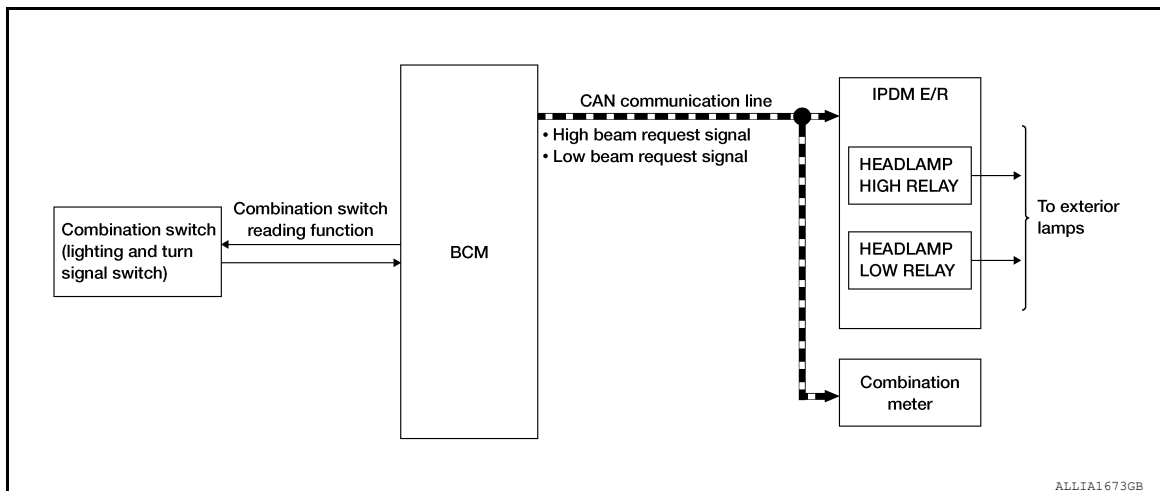 CAN communication line
• High beam request signal
• Low beam request signal
IPDM E/R
HEADLAMP
HIGH RELAY
HEADLAMP
LOW RELAY
To exterior
lamps
Combination switch
reading function
Combination switch
(lighting and turn
signal switch)
BCM
Combination
meter
ALLIA1673GB